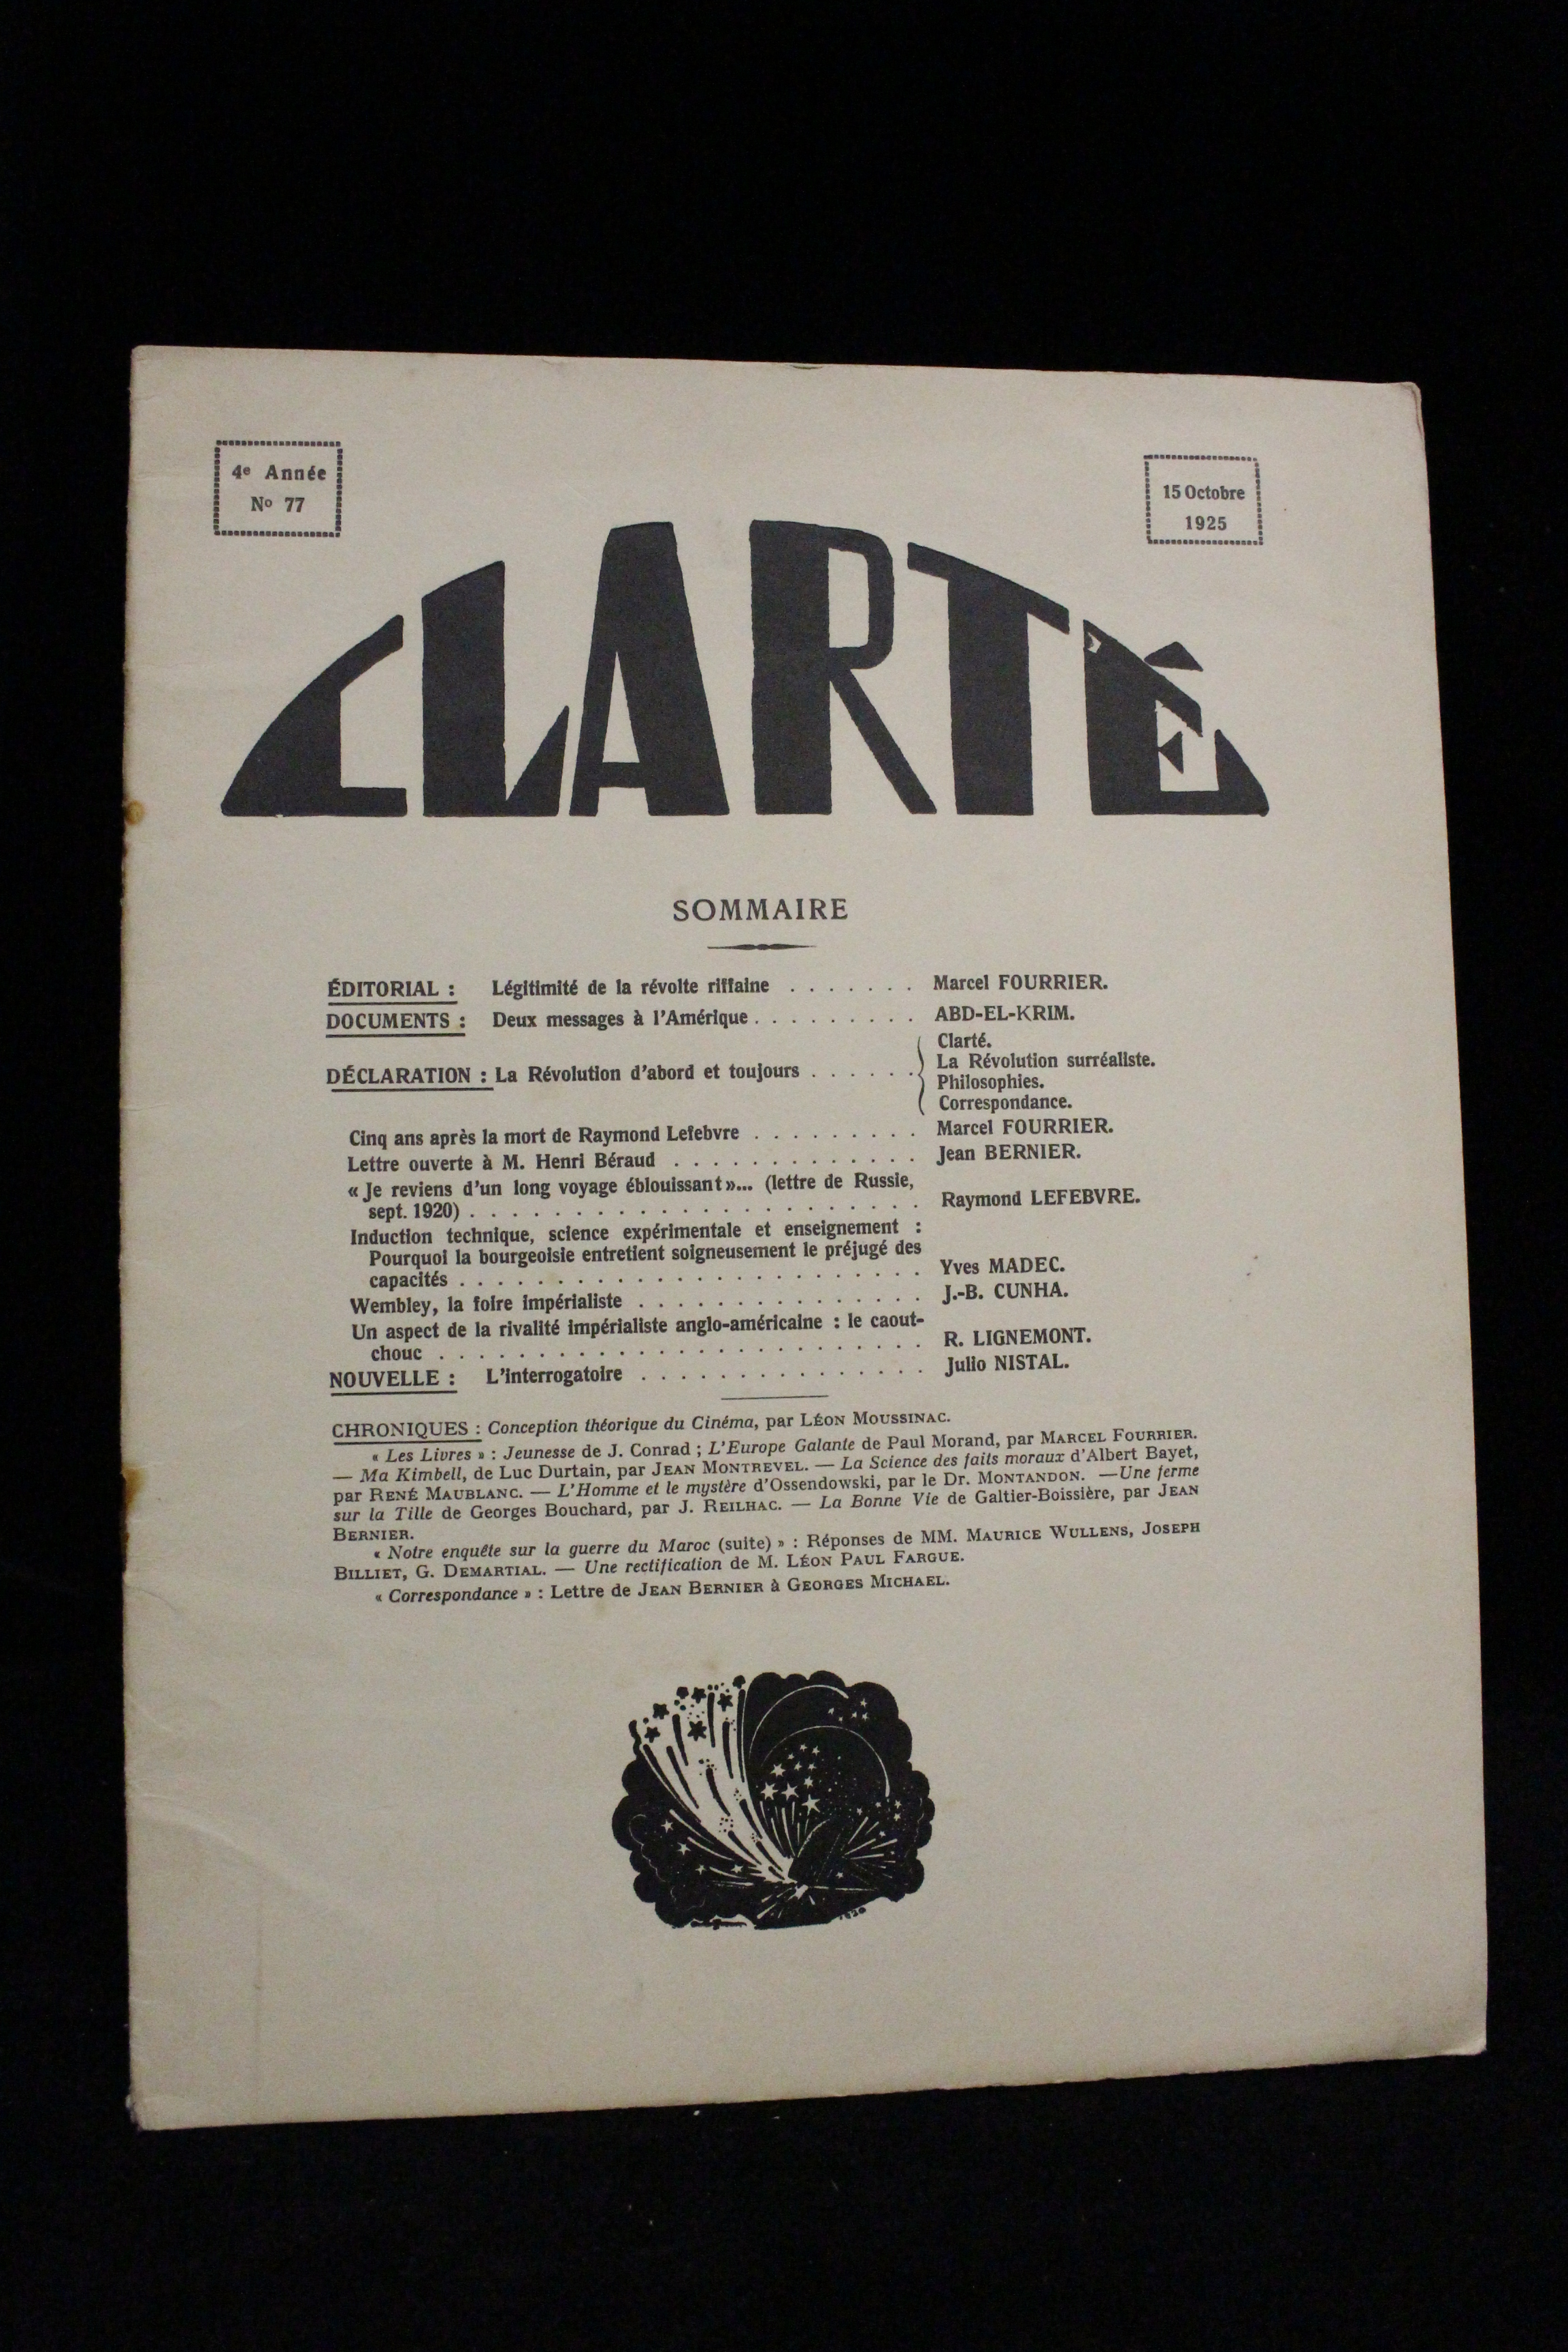 4e Année
No 77
15 Octobre
1925
CLARTÉ
SOMMAIRE
ÉDITORIAL : Légitimité de la révolte riffaine . . . . . . . Marcel FOURRIER.
DOCUMENTS : Deux messages à l'Amérique . . . . . . . . . ABD-EL-KRIM.
DÉCLARATION : La Révolution d'abord et toujours . . . . . . Clarté.
La Révolution surréaliste.
Philosophies.
Correspondance.
Cinq ans après la mort de Raymond Lefebvre . . . . . . . . . Marcel FOURRIER.
Lettre ouverte à M. Henri Béraud . . . . . . . . . . . . . Jean BERNIER.
« Je reviens d'un long voyage éblouissant »... (lettre de Russie,
sept. 1920) . . . . . . . . . . . . . . . . . . . . . . Raymond LEFEBVRE.
Induction technique, science expérimentale et enseignement :
Pourquoi la bourgeoisie entretient soigneusement le préjugé des
capacités . . . . . . . . . . . . . . . . . . . . . . . . Yves MADEC.
Wembley, la foire impérialiste . . . . . . . . . . . . . . . J.-B. CUNHA.
Un aspect de la rivalité impérialiste anglo-américaine : le caout-
chouc . . . . . . . . . . . . . . . . . . . . . . . . . R. LIGNEMONT.
NOUVELLE : L'interrogatoire . . . . . . . . . . . . . . . Julio NISTAL.
CHRONIQUES : Conception théorique du Cinéma, par LÉON MOUSSINAC.
« Les Livres » : Jeunesse de J. Conrad ; L'Europe Galante de Paul Morand, par MARCEL FOURRIER.
— Ma Kimbell, de Luc Durtain, par JEAN MONTREVEL. — La Science des faits moraux d'Albert Bayet,
par RENÉ MAUBLANC. — L'Homme et le mystère d'Ossendowski, par le Dr. MONTANDON. — Une ferme
sur la Tille de Georges Bouchard, par J. REILHAC. — La Bonne Vie de Galtier-Boissière, par JEAN
BERNIER.
« Notre enquête sur la guerre du Maroc (suite) » : Réponses de MM. MAURICE WULLENS, JOSEPH
BILLIET, G. DEMARTIAL. — Une rectification de M. LÉON PAUL FARGUE.
« Correspondance » : Lettre de JEAN BERNIER à GEORGES MICHAEL.
1920